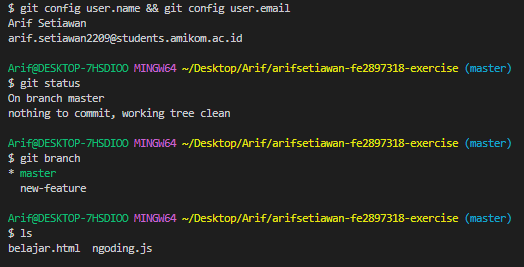 $ git config user.name && git config user.email
Arif Setiawan
arif.setiawan2209@students.amikom.ac.id
Arif@DESKTOP-7HSDIOO MINGW64 ~/Desktop/Arif/arifsetiawan-fe2897318-exercise (master)
$ git status
On branch master
nothing to commit, working tree clean
Arif@DESKTOP-7HSDIOO MINGW64 ~/Desktop/Arif/arifsetiawan-fe2897318-exercise (master)
$ git branch
* master
  new-feature
Arif@DESKTOP-7HSDIOO MINGW64 ~/Desktop/Arif/arifsetiawan-fe2897318-exercise (master)
$ ls
belajar.html  ngoding.js